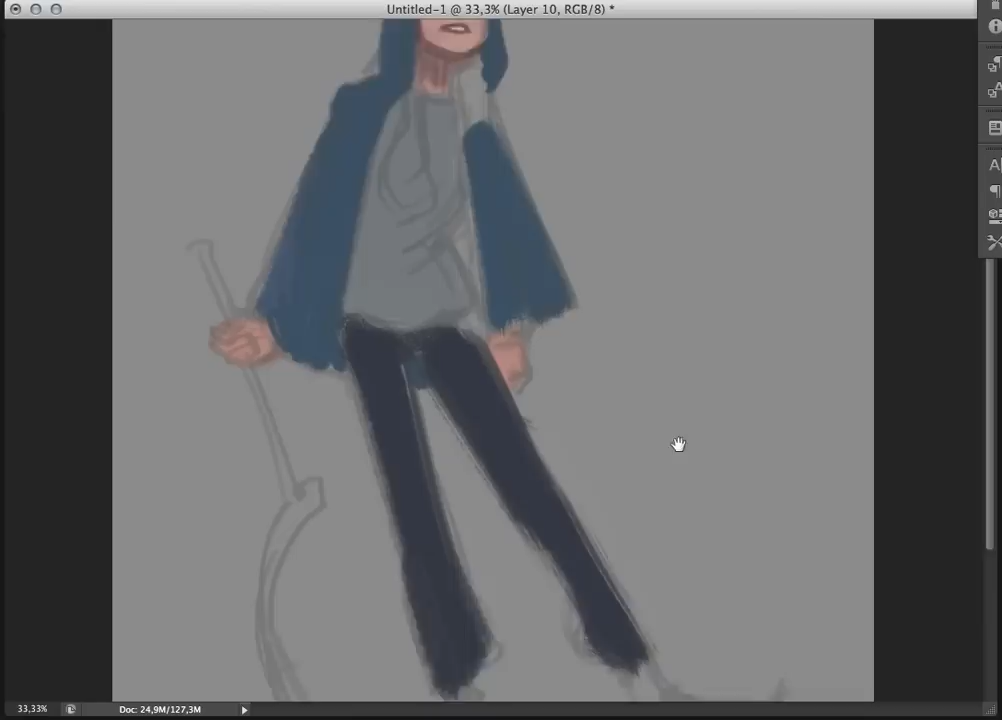 Untitled-1 @ 33,3% (Layer 10, RGB/8) *
33,33%
Doc: 24,9M/127,3M